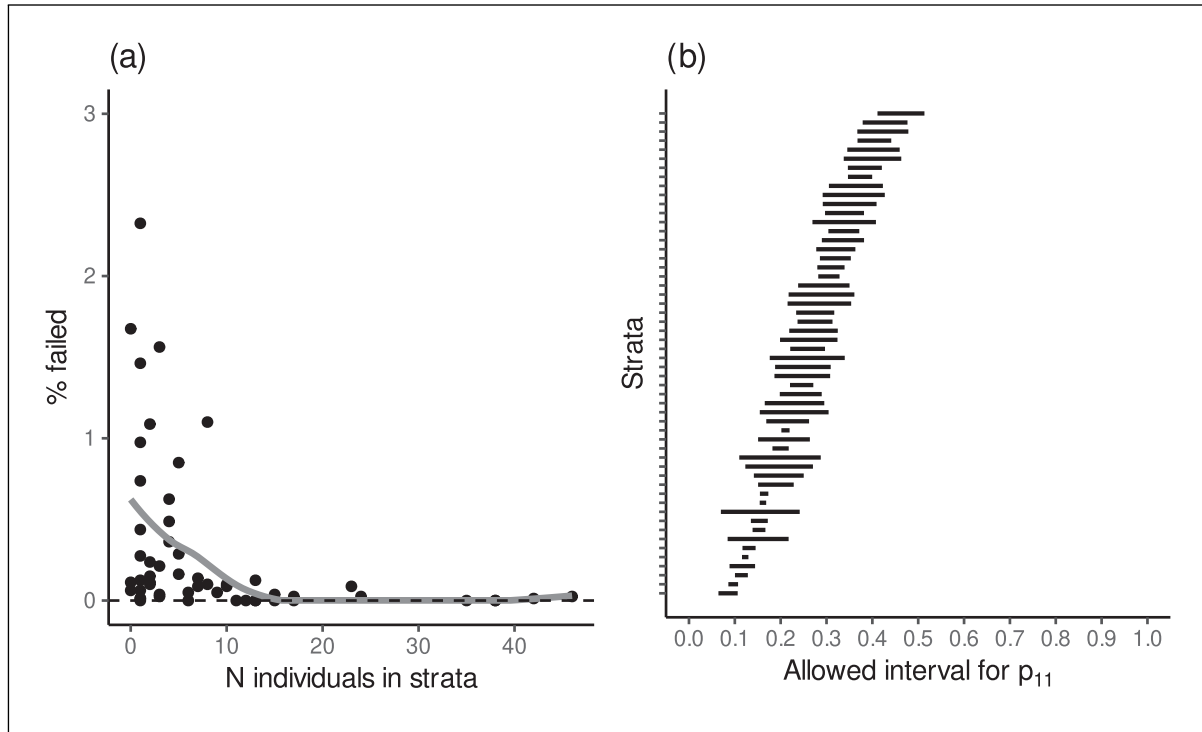 (a)
3
2
1
0
% failed
0 10 20 30 40
N individuals in strata
(b)
Strata
0.0 0.1 0.2 0.3 0.4 0.5 0.6 0.7 0.8 0.9 1.0
Allowed interval for p₁₁